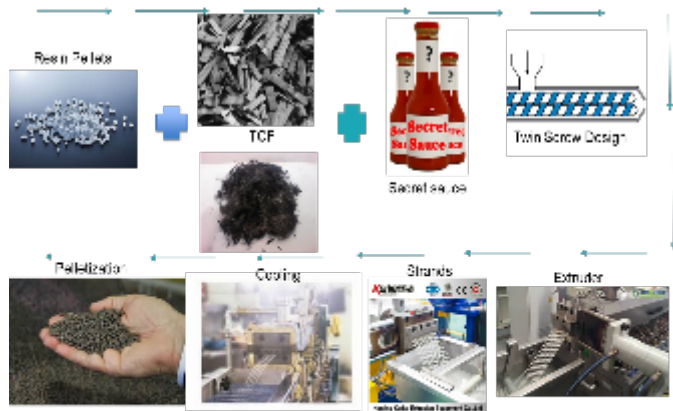 Resin Pellets
TCF
?
?
?
Secret
Sauce
Secret sauce
Twin Screw Design
Pelletization
Cooling
Strands
Extruder